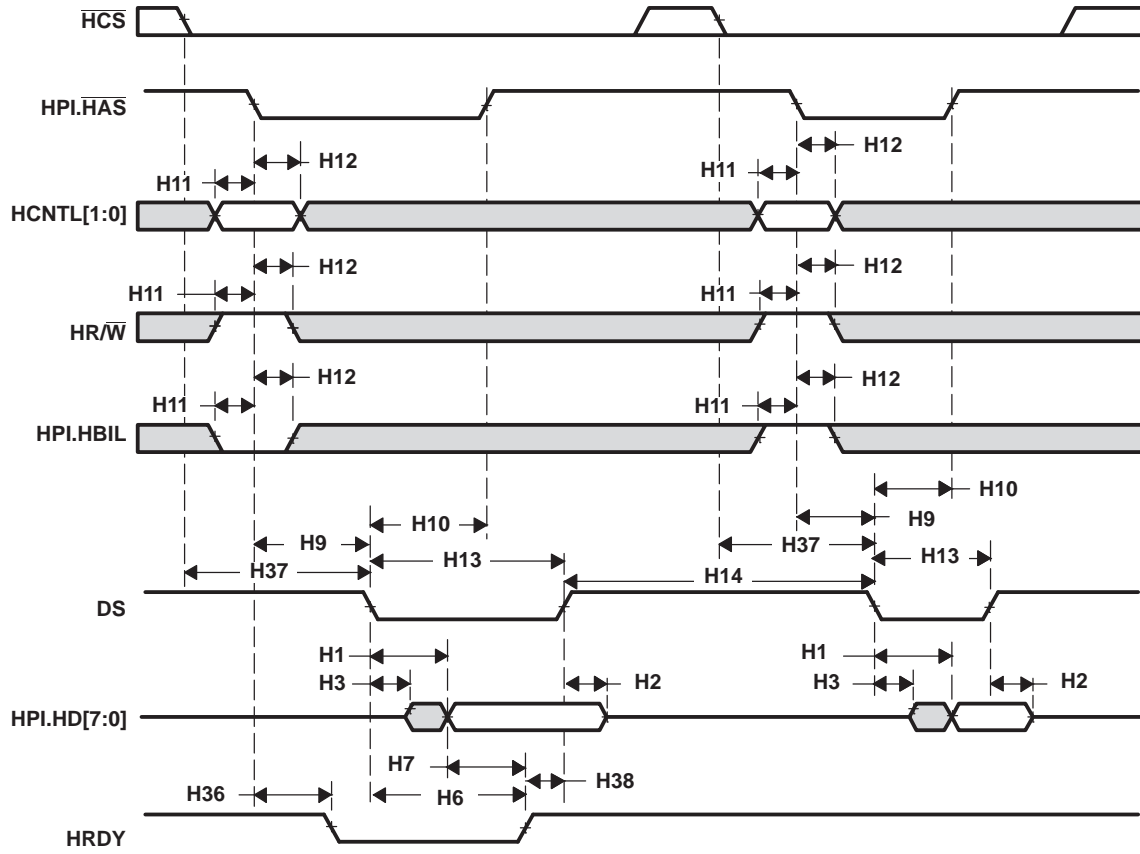 HCS
HPI.HAS
H12 H12
H11 H11
HCNTL[1:0]
H12 H12
H11 H11
HR/W
H12 H12
H11 H11
HPI.HBIL
H10
H10 H9
H9 H37
H37 H13 H14 H13
DS
H1 H1
H3 H2 H3 H2
HPI.HD[7:0]
H7 H38
H36 H6
HRDY